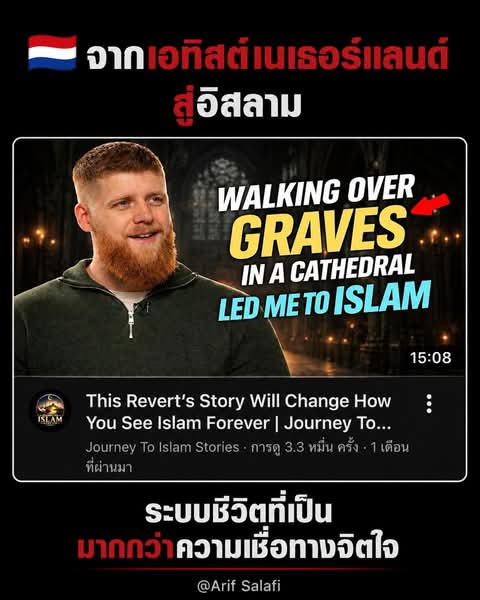 จากเอทิสต์เนเธอร์แลนด์
สู่อิสลาม
WALKING OVER
GRAVES
IN A CATHEDRAL
LED ME TO ISLAM
15:08
ISLAM
This Revert's Story Will Change How
You See Islam Forever | Journey To...
Journey To Islam Stories · การดู 3.3 หมื่น ครั้ง · 1 เดือน
ที่ผ่านมา
ระบบชีวิตที่เป็น
มากกว่าความเชื่อทางจิตใจ
@Arif Salafi